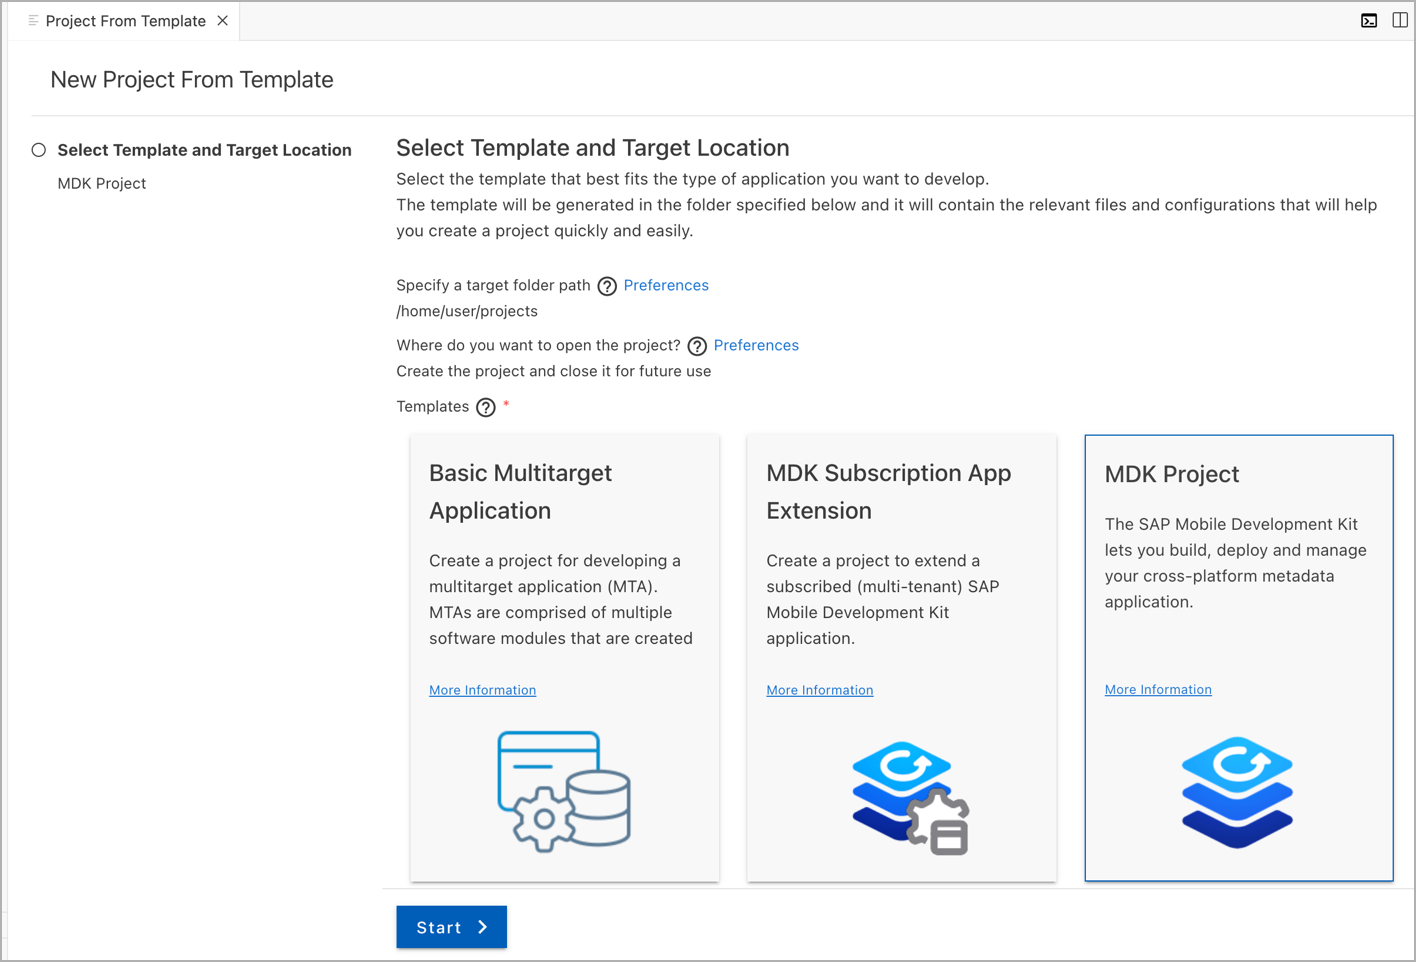 Project From Template
New Project From Template
Select Template and Target Location
MDK Project
Select Template and Target Location
Select the template that best fits the type of application you want to develop.
The template will be generated in the folder specified below and it will contain the relevant files and configurations that will help
you create a project quickly and easily.
Specify a target folder path ? Preferences
/home/user/projects
Where do you want to open the project? ? Preferences
Create the project and close it for future use
Templates ? *
Basic Multitarget
Application
Create a project for developing a
multitarget application (MTA).
MTAs are comprised of multiple
software modules that are created
More Information
MDK Subscription App
Extension
Create a project to extend a
subscribed (multi-tenant) SAP
Mobile Development Kit
application.
More Information
MDK Project
The SAP Mobile Development Kit
lets you build, deploy and manage
your cross-platform metadata
application.
More Information
Start